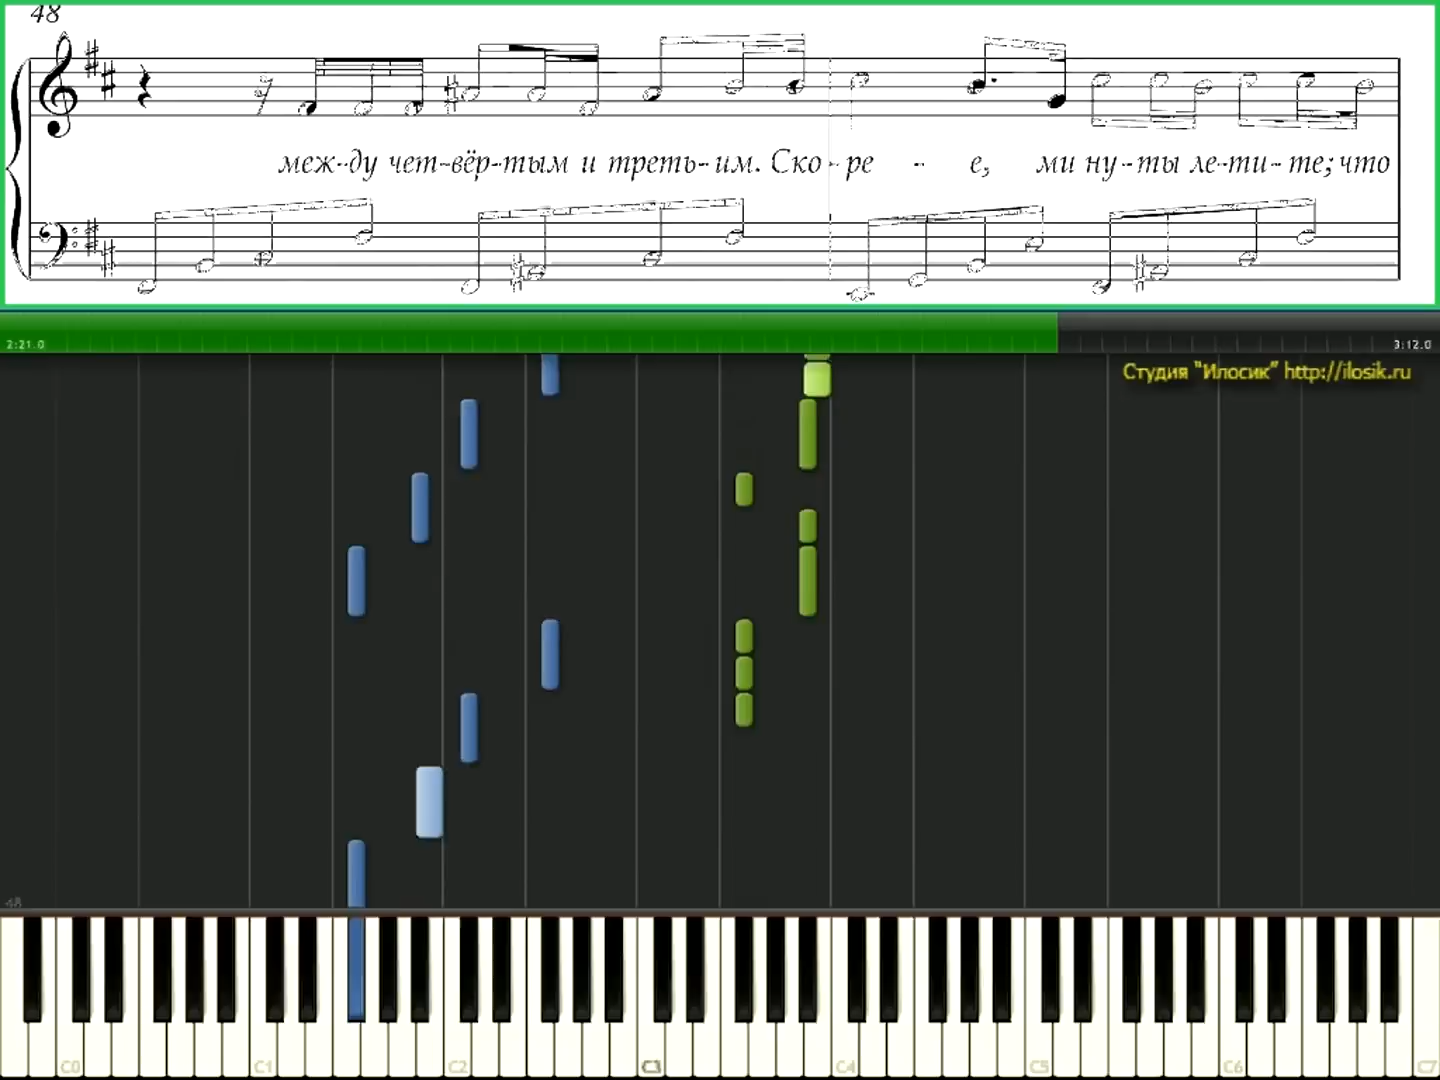 48
меж--ду чет-вёр-тым и треть-им. Ско - ре - е, ми ну-ты ле-ти-те; что
2:21.0 3:12.0
Студия "Илосик" http://ilosik.ru
48
C0 C1 C2 C3 C4 C5 C6 C7